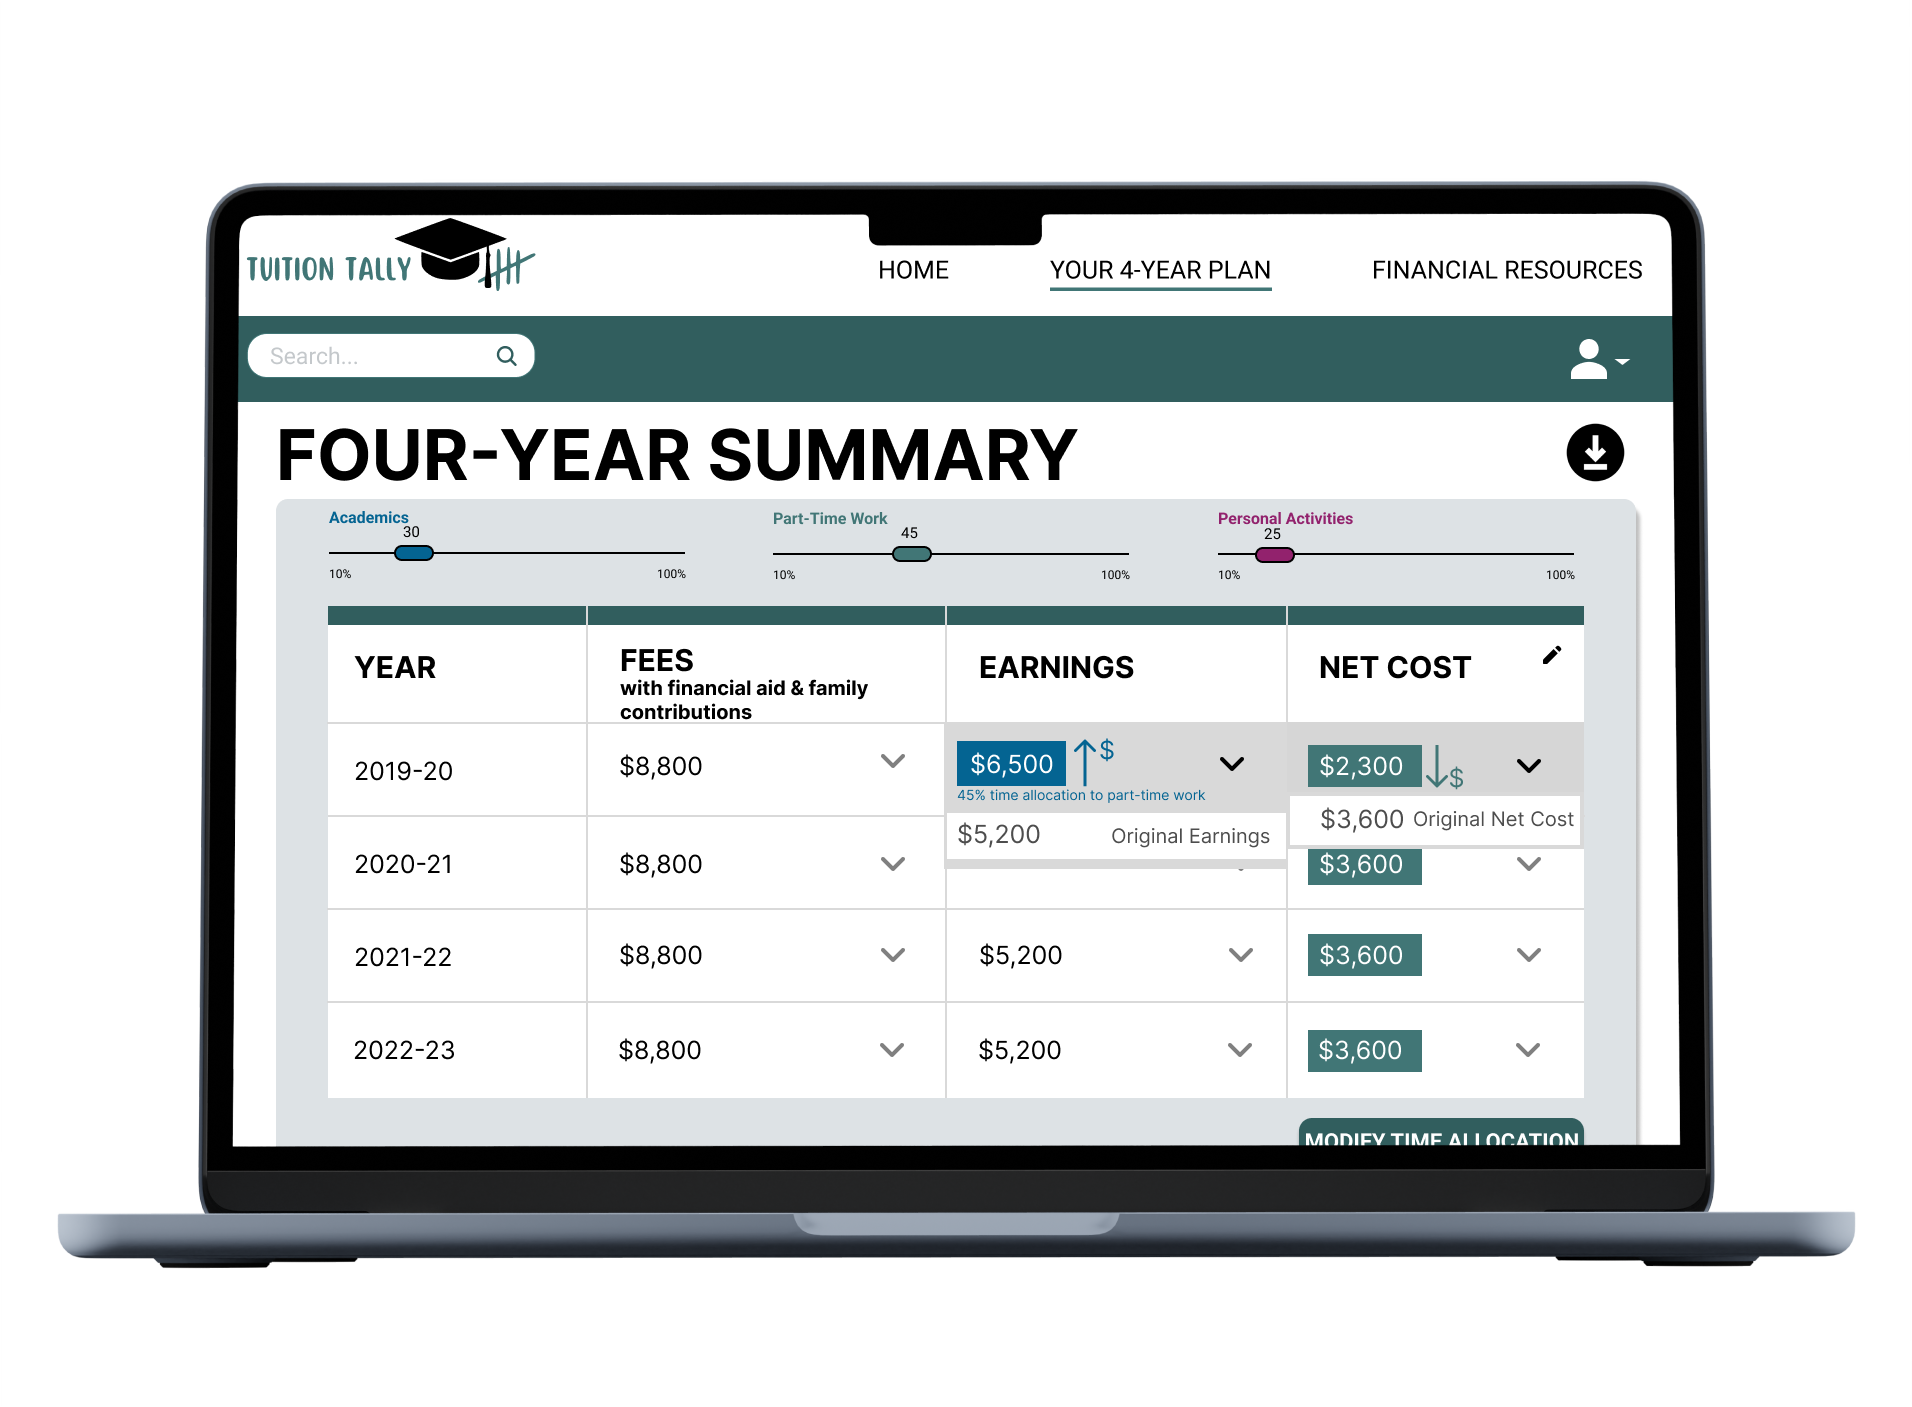 TUITION TALLY
HOME
YOUR 4-YEAR PLAN
FINANCIAL RESOURCES
Search...
FOUR-YEAR SUMMARY
Academics
30
10%
100%
Part-Time Work
45
10%
100%
Personal Activities
25
10%
100%
YEAR
FEES
with financial aid & family
contributions
EARNINGS
NET COST
2019-20
$8,800
$6,500
$
45% time allocation to part-time work
$5,200
Original Earnings
$2,300
$
$3,600 Original Net Cost
2020-21
$8,800
$3,600
2021-22
$8,800
$5,200
$3,600
2022-23
$8,800
$5,200
$3,600
MODIFY TIME ALLOCATION